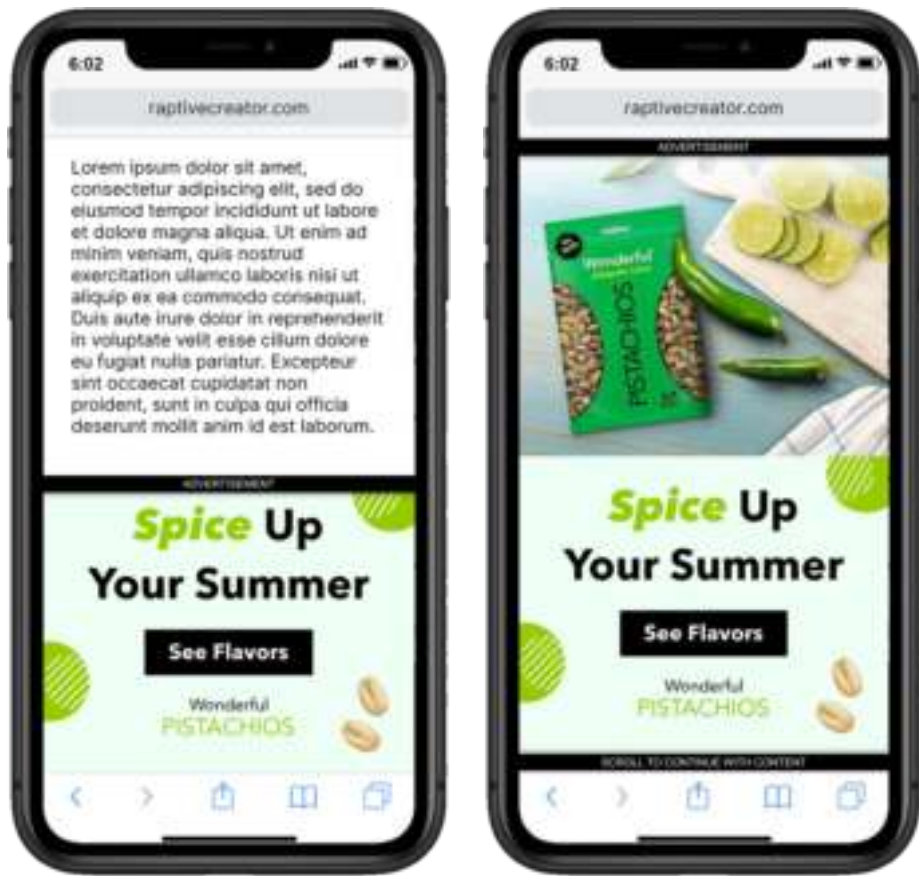 6:02
raptivecreator.com
Lorem ipsum dolor sit amet,
consectetur adipiscing elit, sed do
eiusmod tempor incididunt ut labore
et dolore magna aliqua. Ut enim ad
minim veniam, quis nostrud
exercitation ullamco laboris nisi ut
aliquip ex ea commodo consequat.
Duis aute irure dolor in reprehenderit
in voluptate velit esse cillum dolore
eu fugiat nulla pariatur. Excepteur
sint occaecat cupidatat non
proident, sunt in culpa qui officia
deserunt mollit anim id est laborum.
ADVERTISEMENT
Spice Up
Your Summer
See Flavors
Wonderful
PISTACHIOS
6:02
raptivecreator.com
ADVERTISEMENT
Wonderful
PISTACHIOS
Spice Up
Your Summer
See Flavors
Wonderful
PISTACHIOS
SCROLL TO CONTINUE WITH CONTENT